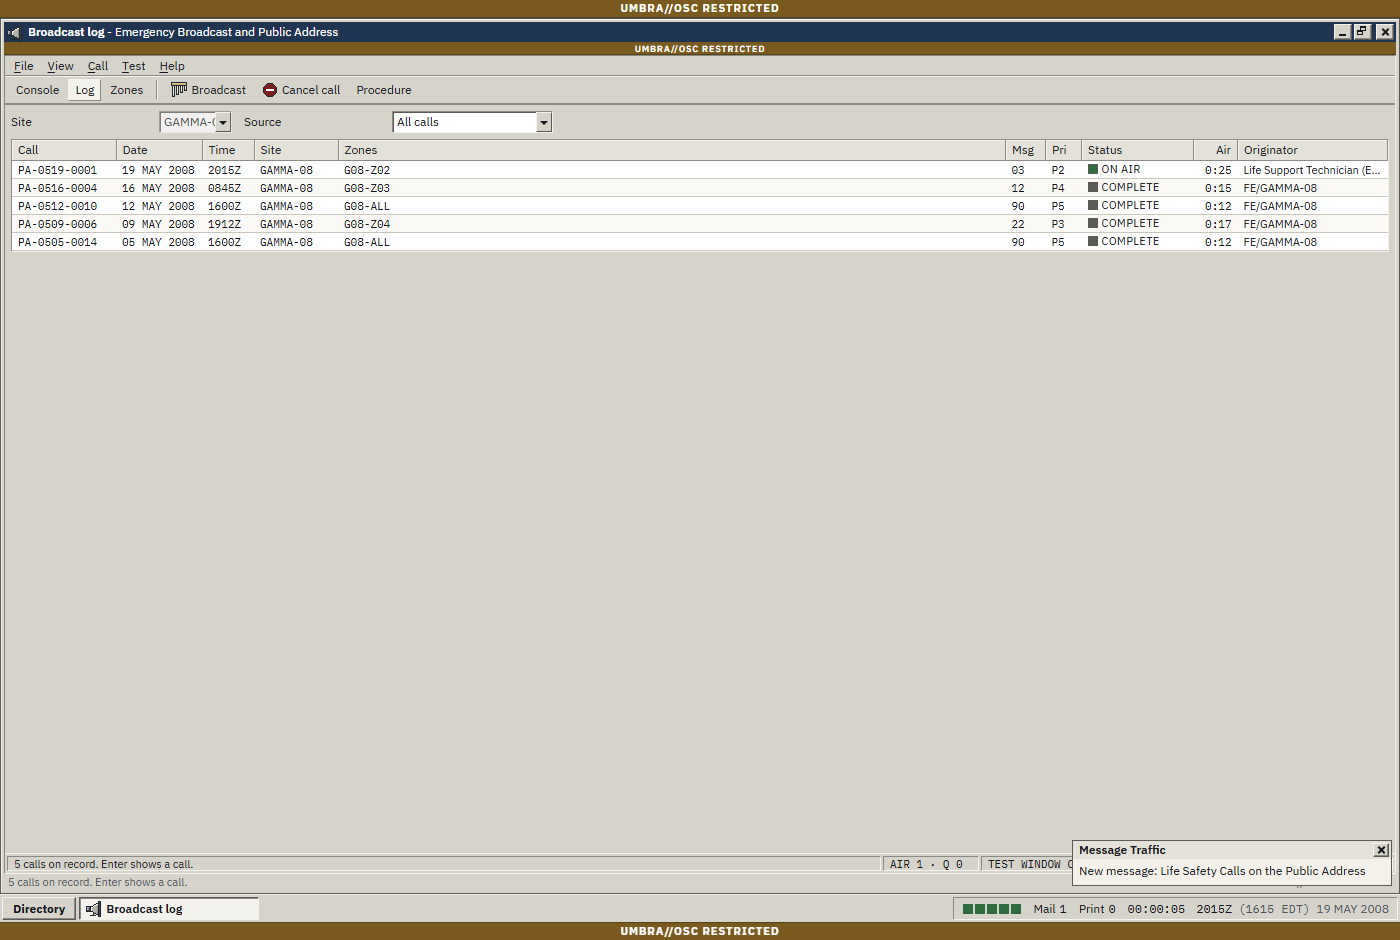 UMBRA//OSC RESTRICTED
Broadcast log - Emergency Broadcast and Public Address
UMBRA//OSC RESTRICTED
File View Call Test Help
Console Log Zones Broadcast Cancel call Procedure
Site GAMMA-0 Source All calls
Call Date Time Site Zones Msg Pri Status Air Originator
PA-0519-0001 19 MAY 2008 2015Z GAMMA-08 G08-Z02 03 P2 ON AIR 0:25 Life Support Technician (E...
PA-0516-0004 16 MAY 2008 0845Z GAMMA-08 G08-Z03 12 P4 COMPLETE 0:15 FE/GAMMA-08
PA-0512-0010 12 MAY 2008 1600Z GAMMA-08 G08-ALL 90 P5 COMPLETE 0:12 FE/GAMMA-08
PA-0509-0006 09 MAY 2008 1912Z GAMMA-08 G08-Z04 22 P3 COMPLETE 0:17 FE/GAMMA-08
PA-0505-0014 05 MAY 2008 1600Z GAMMA-08 G08-ALL 90 P5 COMPLETE 0:12 FE/GAMMA-08
Message Traffic
5 calls on record. Enter shows a call. AIR 1 · Q 0 TEST WINDOW
New message: Life Safety Calls on the Public Address
5 calls on record. Enter shows a call.
Directory Broadcast log Mail 1 Print 0 00:00:05 2015Z (1615 EDT) 19 MAY 2008
UMBRA//OSC RESTRICTED